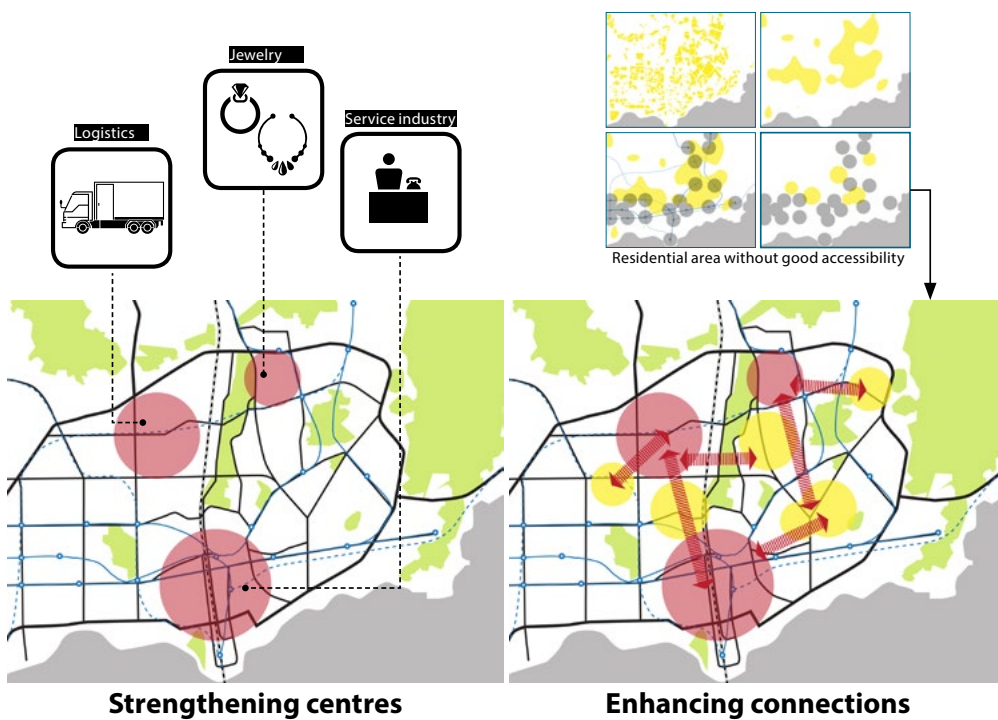 Jewelry
Logistics
Service industry
Residential area without good accessibility
Strengthening centres
Enhancing connections